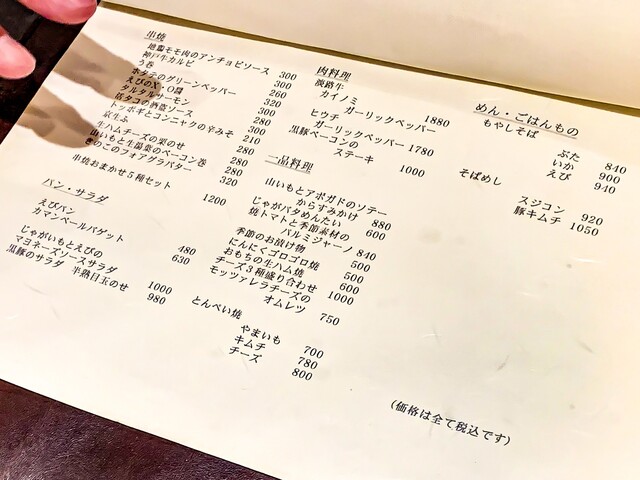 串焼
地鶏モモ肉のアンチョビソース 300
神戸牛カルビ 300
う巻 260
ホタテのグリーンペッパー 320
えびのX.O醤 260
タルタルサーモン 300
活タコの酒盗ソース 300
トッポギとコンニャクの旨みそ 210
京生ふ 280
生ハムチーズの栗のせ 280
山いもと生湯葉のベーコン巻 280
きのこのフォアグラバター 320
串焼おまかせ5種セット 1200
パン・サラダ
えびパン 480
カマンベールバゲット 630
じゃがいもとえびの
マヨネーズソースサラダ 1000
黒豚のサラダ 半熟目玉のせ 980
肉料理
淡路牛
カイノミ
ガーリックペッパー 1880
ヒウチ
ガーリックペッパー 1780
黒豚ベーコンの
ステーキ 1000
一品料理
山いもとアボガドのソテー
からすみかけ 880
じゃがバタめんたい 600
焼トマトと季節素材の
パルミジャーノ 840
季節のお漬け物 500
にんにくゴロゴロ焼 500
おもちの生ハム焼 600
チーズ3種盛り合わせ 1000
モッツァレラチーズの
オムレツ 750
とんぺい焼
やまいも 700
キムチ 780
チーズ 800
めん・ごはんもの
もやしそば
ぶた 840
いか 900
えび 940
そばめし
スジコン 920
豚キムチ 1050
(価格は全て税込です)